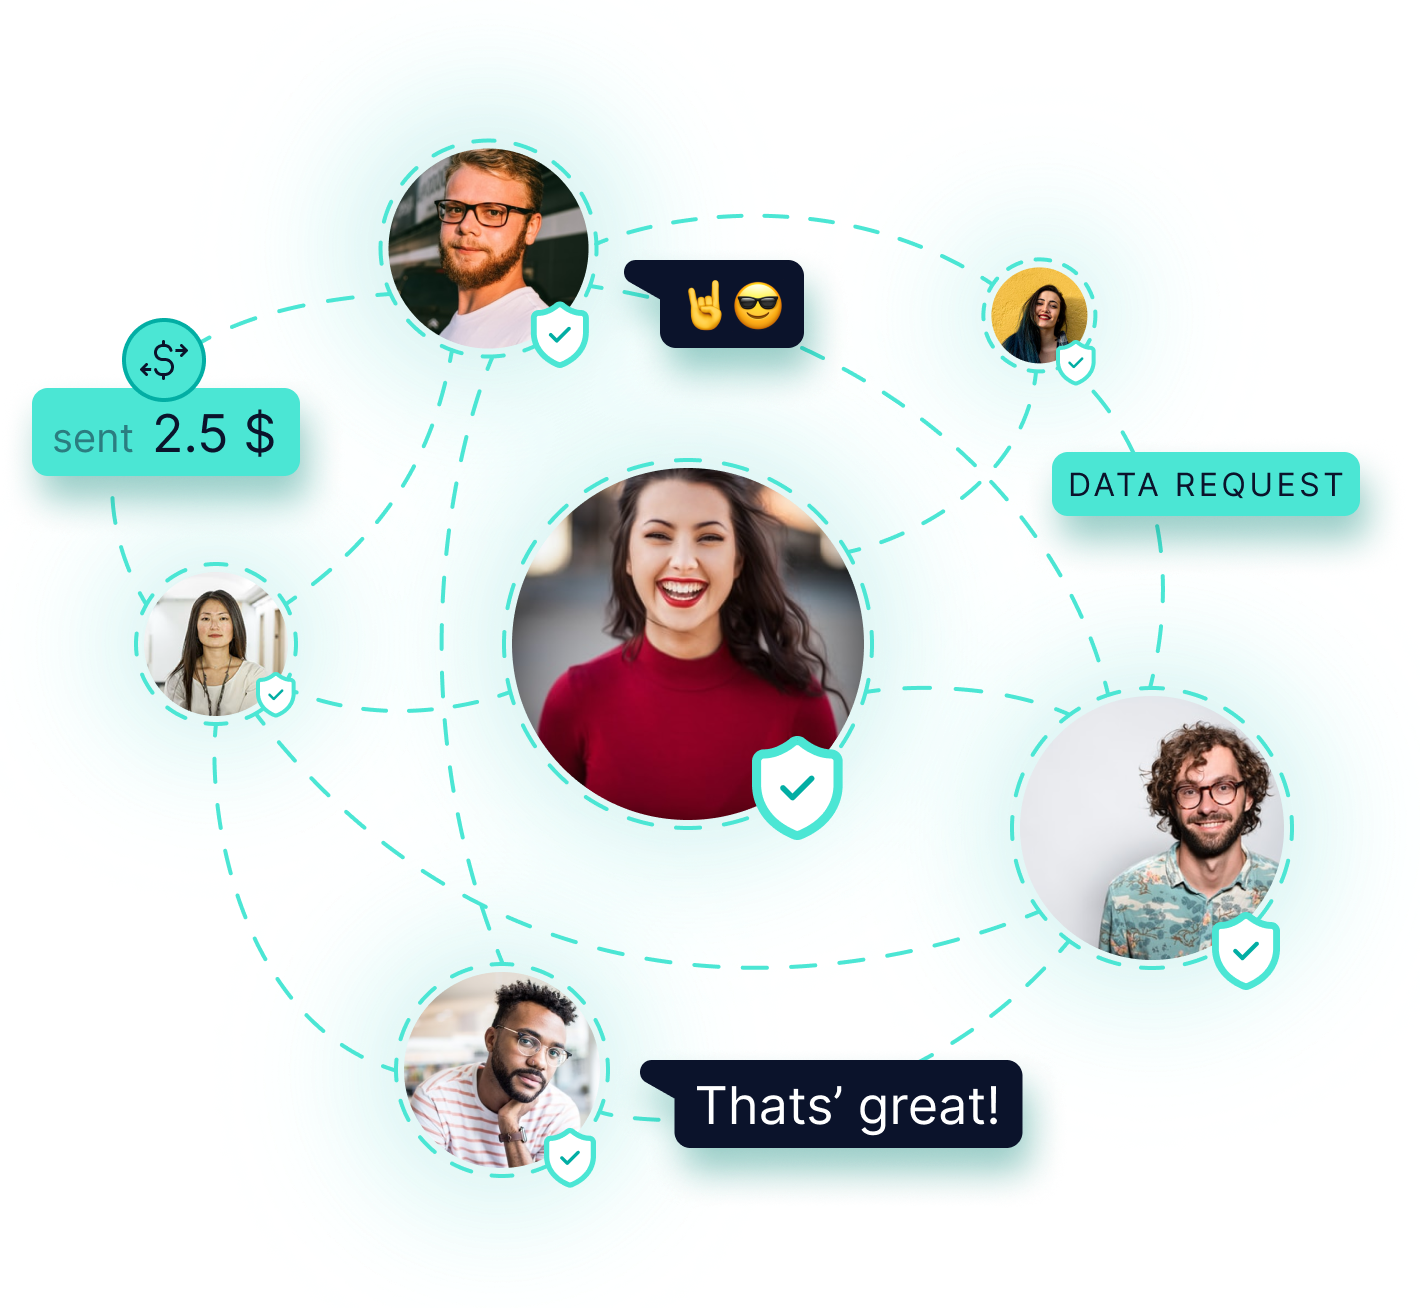 🤘😎
sent 2.5 $
DATA REQUEST
Thats’ great!